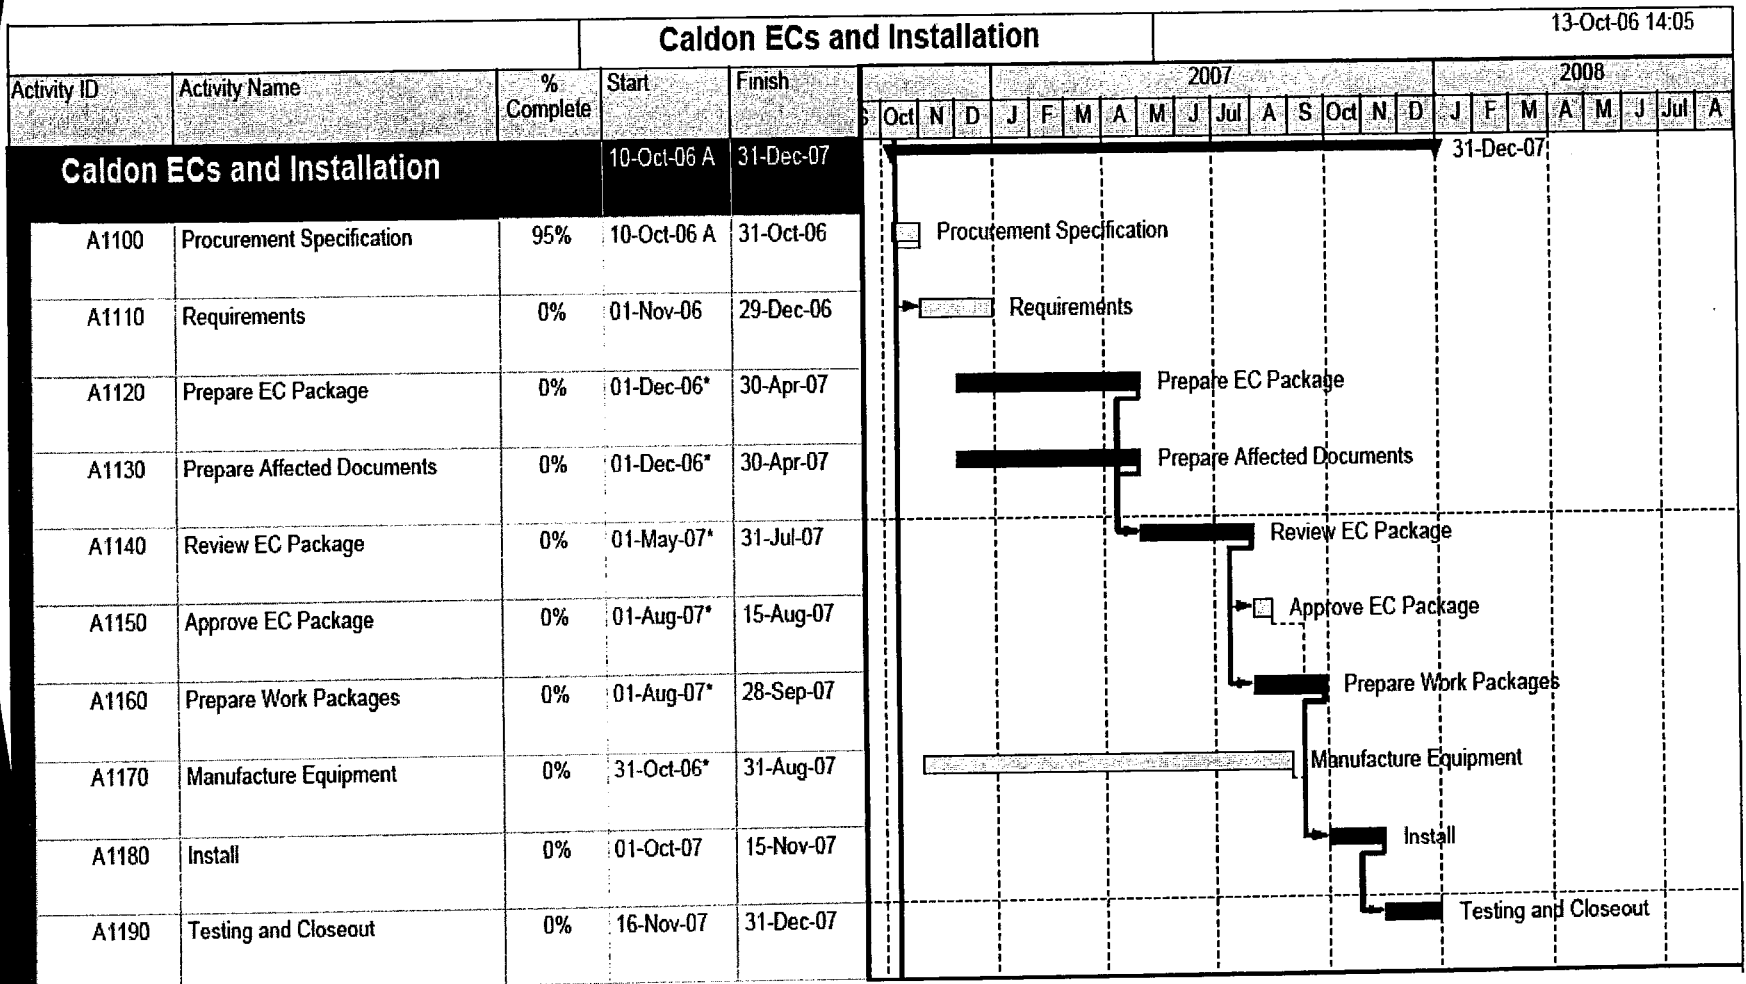 Caldon ECs and Installation 13-Oct-06 14:05
Activity ID Activity Name % Complete Start Finish 2007 2008
Oct N D J F M A M J Jul A S Oct N D J F M A M J Jul A
Caldon ECs and Installation 10-Oct-06 A 31-Dec-07 31-Dec-07
A1100 Procurement Specification 95% 10-Oct-06 A 31-Oct-06 Procurement Specification
A1110 Requirements 0% 01-Nov-06 29-Dec-06 Requirements
A1120 Prepare EC Package 0% 01-Dec-06* 30-Apr-07 Prepare EC Package
A1130 Prepare Affected Documents 0% 01-Dec-06* 30-Apr-07 Prepare Affected Documents
A1140 Review EC Package 0% 01-May-07* 31-Jul-07 Review EC Package
A1150 Approve EC Package 0% 01-Aug-07* 15-Aug-07 Approve EC Package
A1160 Prepare Work Packages 0% 01-Aug-07* 28-Sep-07 Prepare Work Packages
A1170 Manufacture Equipment 0% 31-Oct-06* 31-Aug-07 Manufacture Equipment
A1180 Install 0% 01-Oct-07 15-Nov-07 Install
A1190 Testing and Closeout 0% 16-Nov-07 31-Dec-07 Testing and Closeout